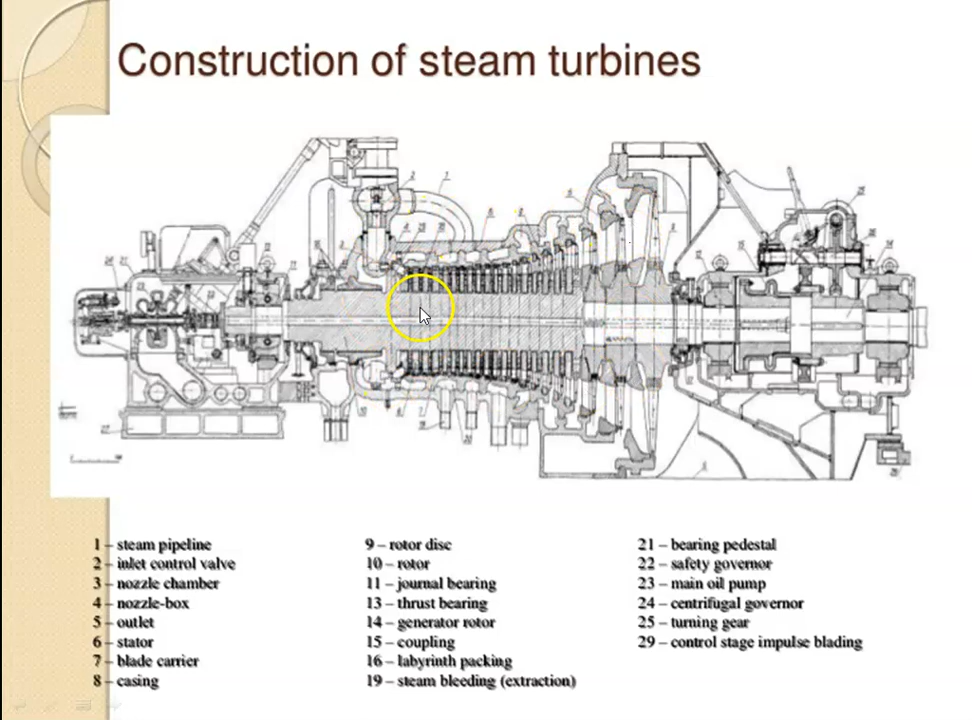 Construction of steam turbines
1 – steam pipeline
2 – inlet control valve
3 – nozzle chamber
4 – nozzle-box
5 – outlet
6 – stator
7 – blade carrier
8 – casing
9 – rotor disc
10 – rotor
11 – journal bearing
13 – thrust bearing
14 – generator rotor
15 – coupling
16 – labyrinth packing
19 – steam bleeding (extraction)
21 – bearing pedestal
22 – safety governor
23 – main oil pump
24 – centrifugal governor
25 – turning gear
29 – control stage impulse blading